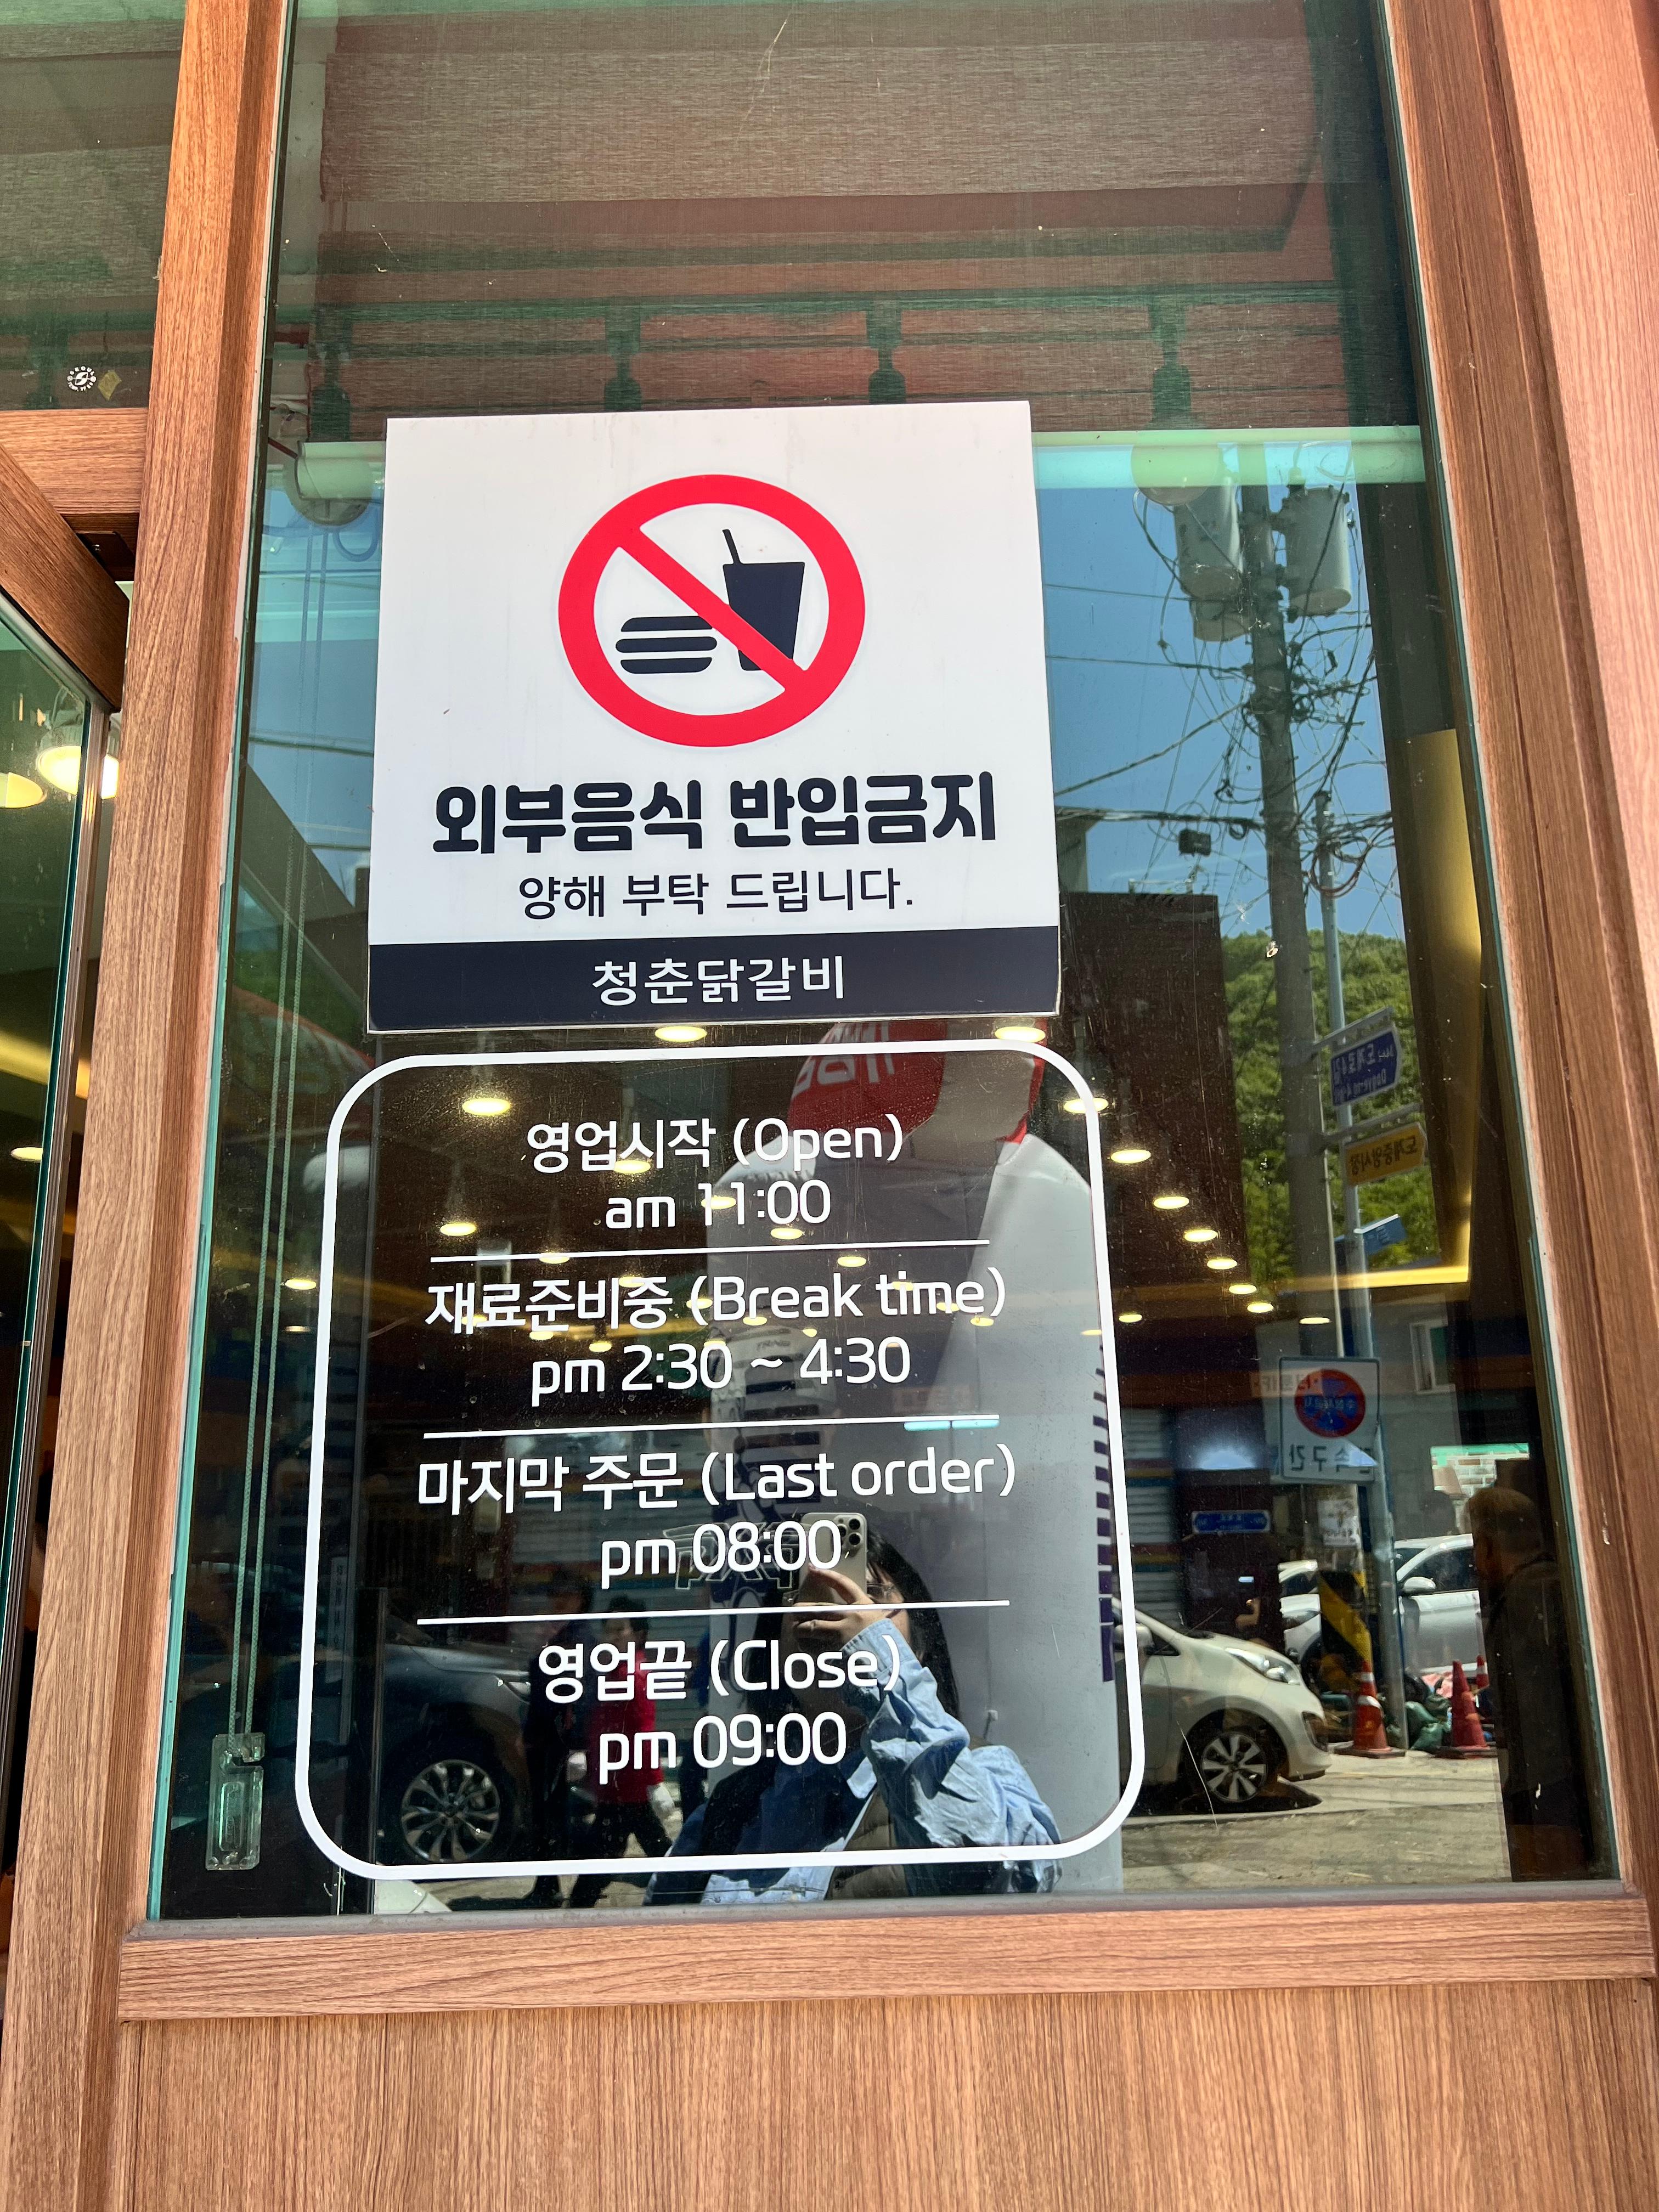 외부음식 반입금지
양해 부탁 드립니다.
청춘닭갈비
영업시작 (Open)
am 11:00
재료준비중 (Break time)
pm 2:30 ~ 4:30
마지막 주문 (Last order)
pm 08:00
영업끝 (Close)
pm 09:00